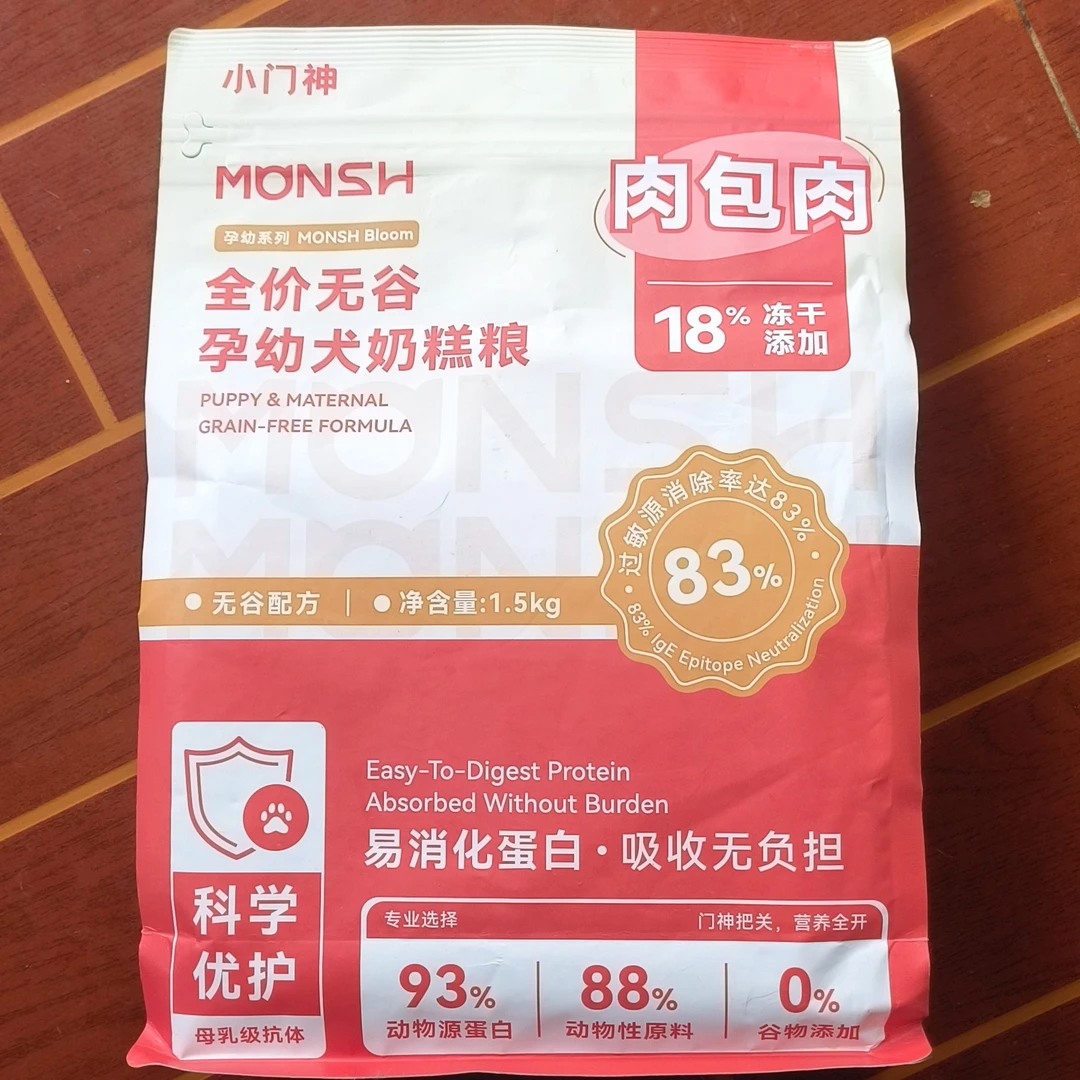 小门神
MONSH
孕幼系列 MONSH Bloom
全价无谷
孕幼犬奶糕粮
PUPPY & MATERNAL
GRAIN-FREE FORMULA
肉包肉
18% 冻干添加
MONSH
MONSH
过敏源消除率达83%
83%
83% IgE Epitope Neutralization
无谷配方 | 净含量:1.5kg
Easy-To-Digest Protein
Absorbed Without Burden
易消化蛋白·吸收无负担
科学
优护
母乳级抗体
专业选择 门神把关，营养全开
93% 88% 0%
动物源蛋白 动物性原料 谷物添加